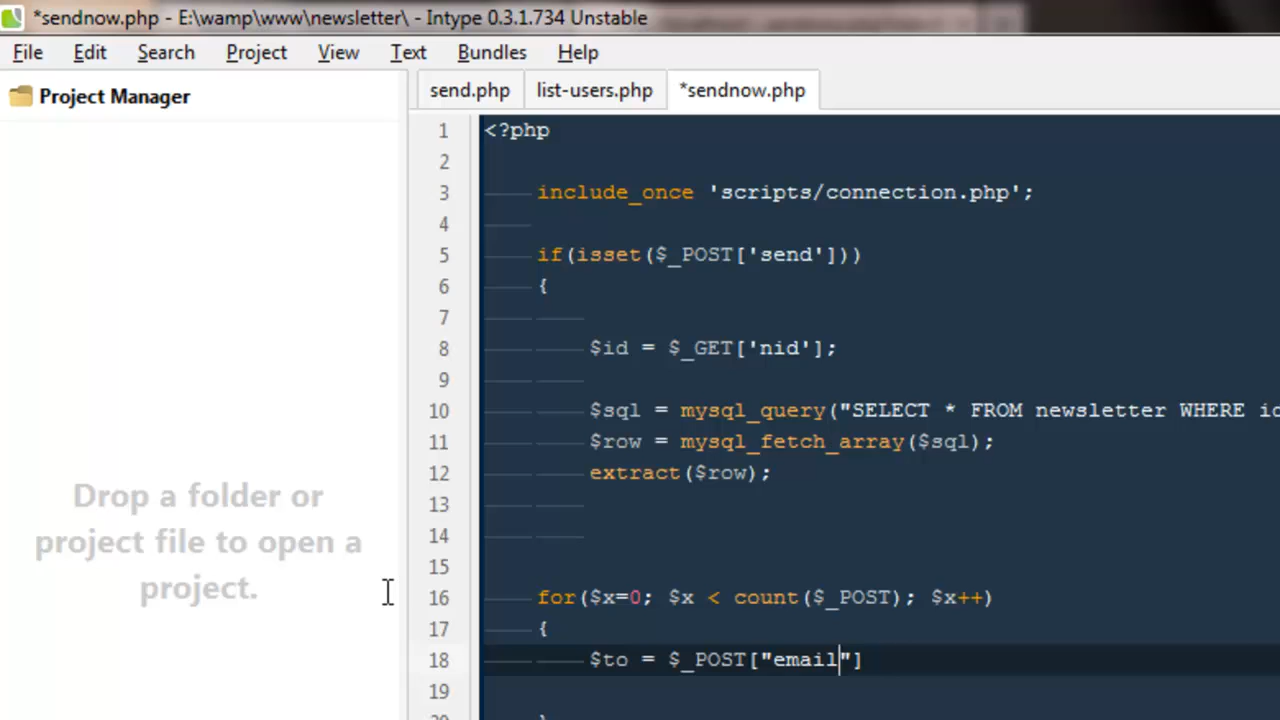 *sendnow.php - E:\wamp\www\newsletter\ - Intype 0.3.1.734 Unstable
File Edit Search Project View Text Bundles Help
Project Manager
send.php list-users.php *sendnow.php
1 <?php
2
3 include_once 'scripts/connection.php';
4
5 if(isset($_POST['send']))
6 {
7
8 $id = $_GET['nid'];
9
10 $sql = mysql_query("SELECT * FROM newsletter WHERE
11 $row = mysql_fetch_array($sql);
12 extract($row);
13
14
15
16 for($x=0; $x < count($_POST); $x++)
17 {
18 $to = $_POST["email"]
19
Drop a folder or
project file to open a
project.